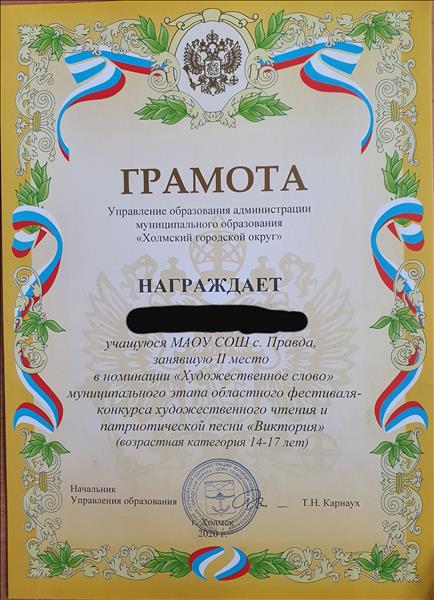 ГРАМОТА
Управление образования администрации
муниципального образования
«Холмский городской округ»
НАГРАЖДАЕТ
учащуюся МАОУ СОШ с. Правда,
занявшую II место
в номинации «Художественное слово»
муниципального этапа областного фестиваля-
конкурса художественного чтения и
патриотической песни «Виктория»
(возрастная категория 14-17 лет)
Начальник
Управления образования
Т.Н. Карнаух
г. Холмск
2020 г.